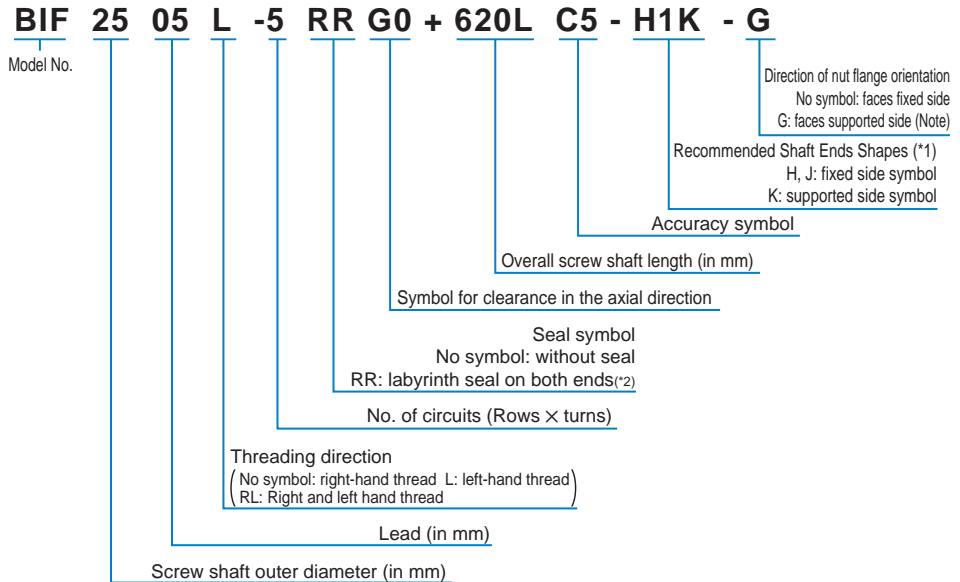 BIF 25 05 L -5 RR G0 + 620L C5 - H1K - G
Model No.
Direction of nut flange orientation
No symbol: faces fixed side
G: faces supported side (Note)
Recommended Shaft Ends Shapes (*1)
H, J: fixed side symbol
K: supported side symbol
Accuracy symbol
Overall screw shaft length (in mm)
Symbol for clearance in the axial direction
Seal symbol
No symbol: without seal
RR: labyrinth seal on both ends(*2)
No. of circuits (Rows × turns)
Threading direction
(No symbol: right-hand thread L: left-hand thread
RL: Right and left hand thread)
Lead (in mm)
Screw shaft outer diameter (in mm)